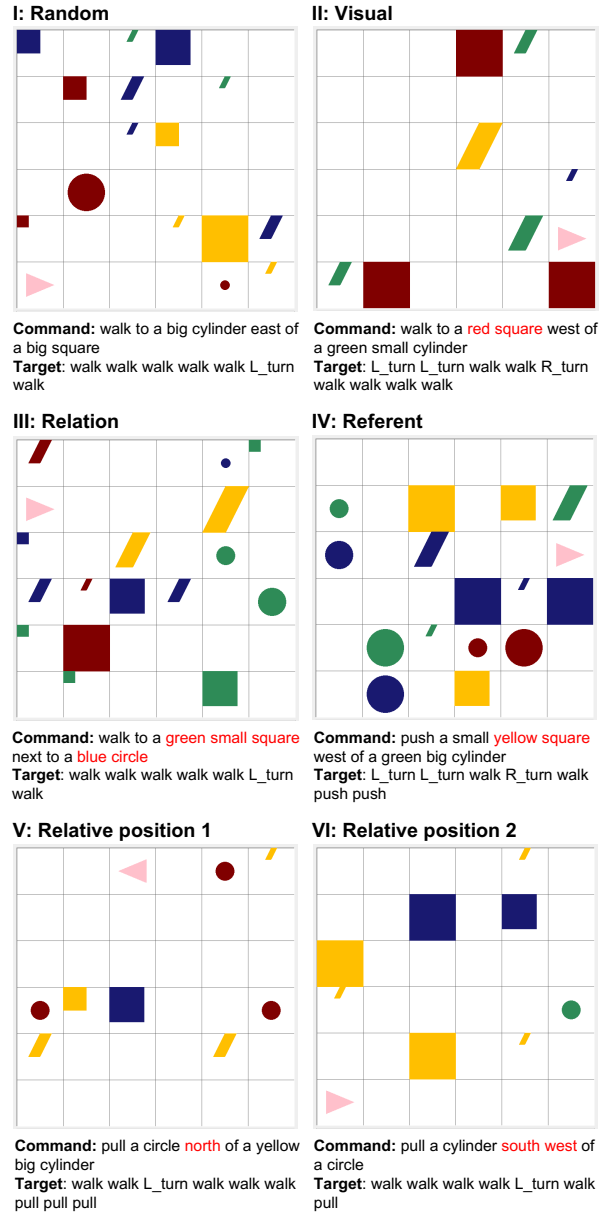 I: Random
Command: walk to a big cylinder east of
a big square
Target: walk walk walk walk walk L_turn
walk
II: Visual
Command: walk to a red square west of
a green small cylinder
Target: L_turn L_turn walk walk R_turn
walk walk walk walk
III: Relation
Command: walk to a green small square
next to a blue circle
Target: walk walk walk walk walk L_turn
walk
IV: Referent
Command: push a small yellow square
west of a green big cylinder
Target: L_turn L_turn walk R_turn walk
push push
V: Relative position 1
Command: pull a circle north of a yellow
big cylinder
Target: walk walk L_turn walk walk walk
pull pull pull
VI: Relative position 2
Command: pull a cylinder south west of
a circle
Target: walk walk walk walk L_turn walk
pull